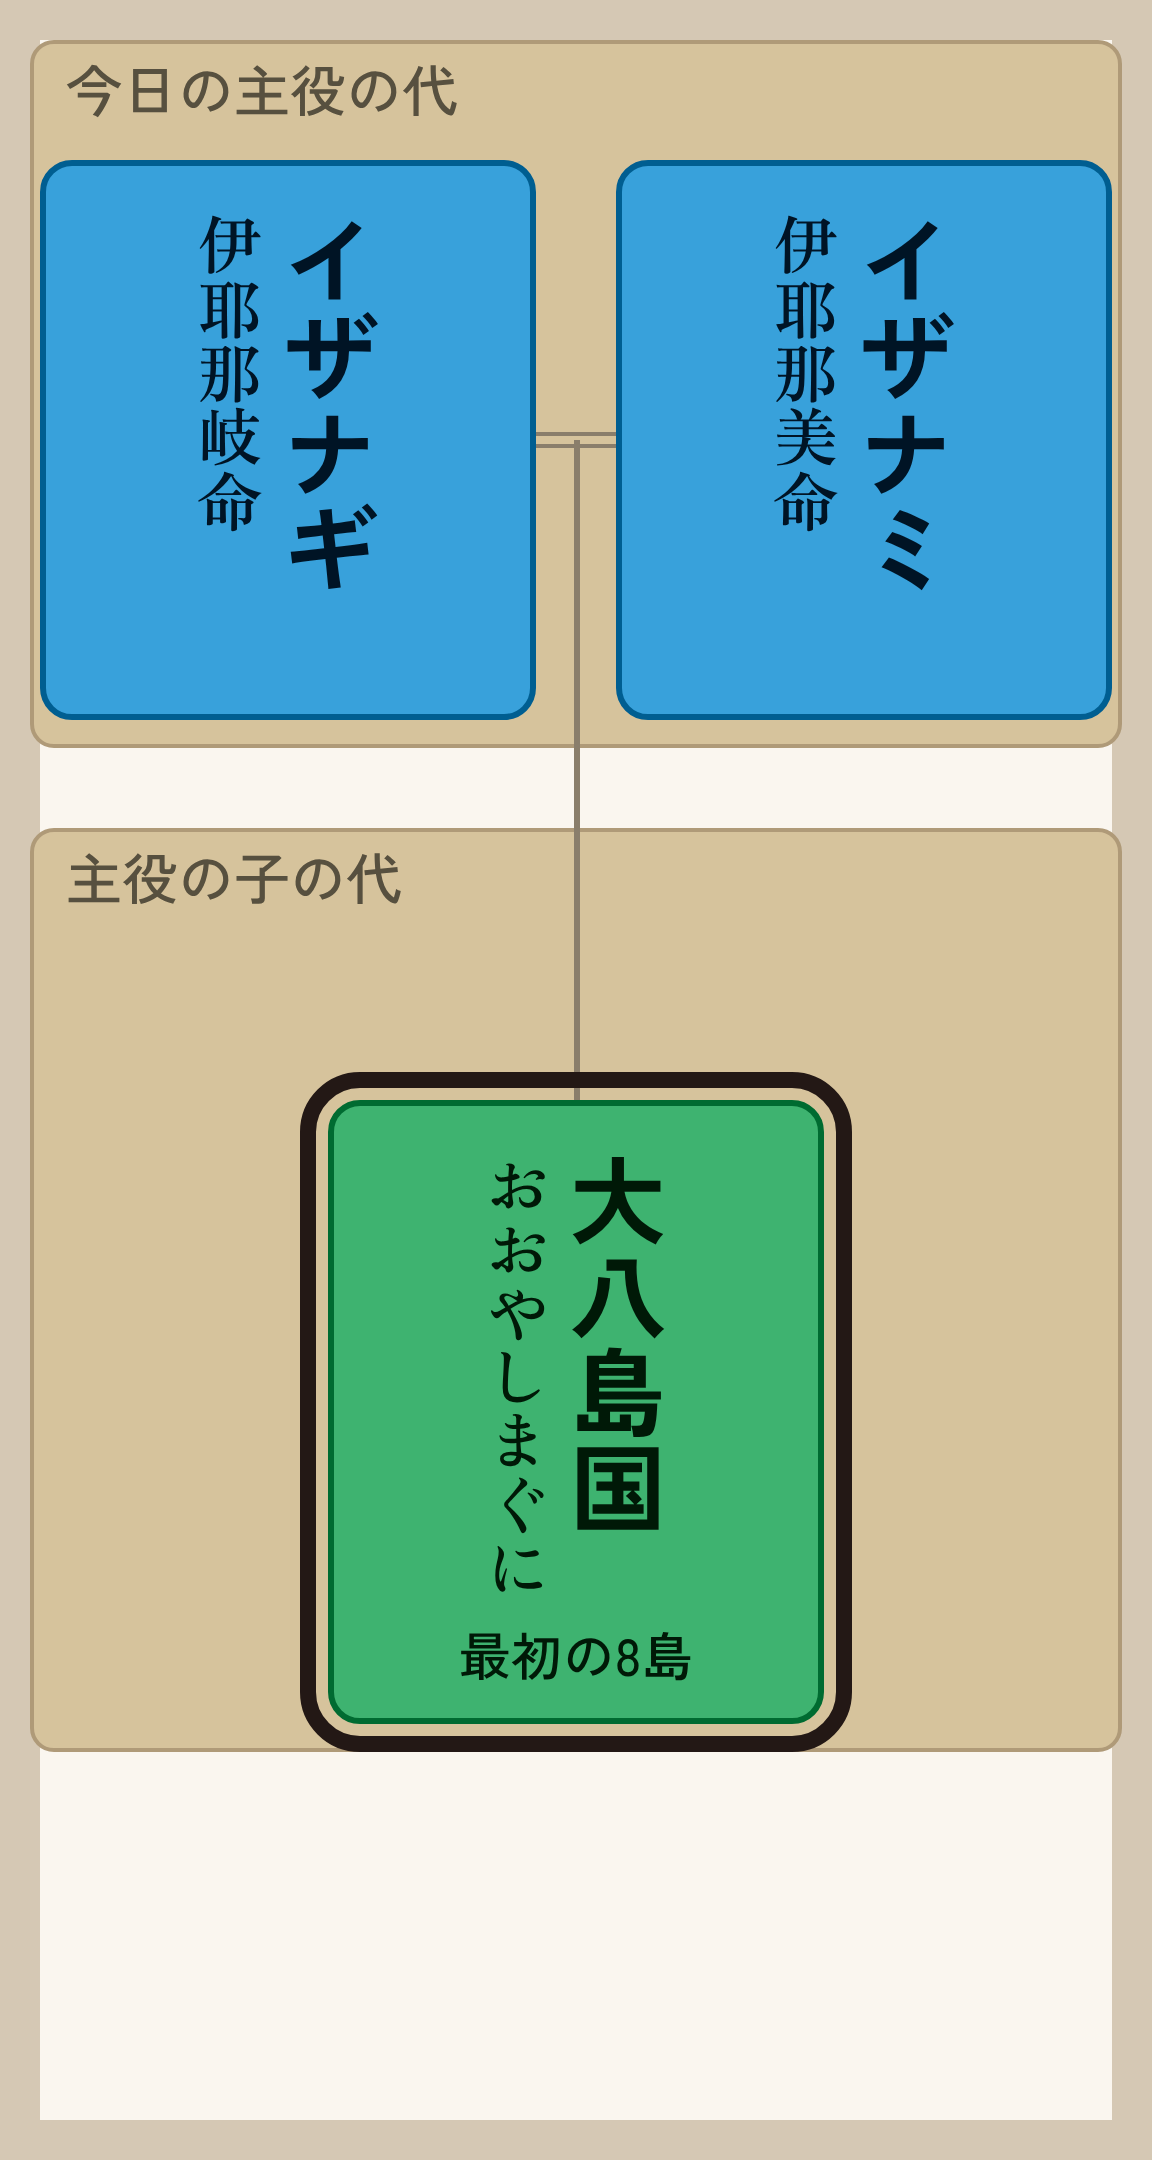 今日の主役の代
イザナギ
伊耶那岐命
イザナミ
伊耶那美命
主役の子の代
大八島国
おおやしまぐに
最初の8島